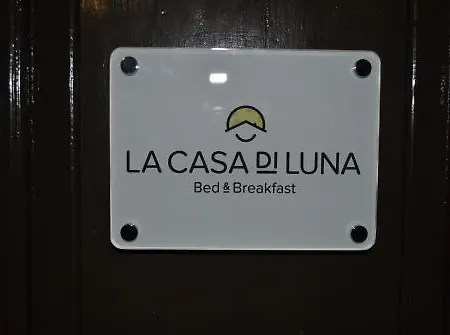 LA CASA DI LUNA
Bed & Breakfast